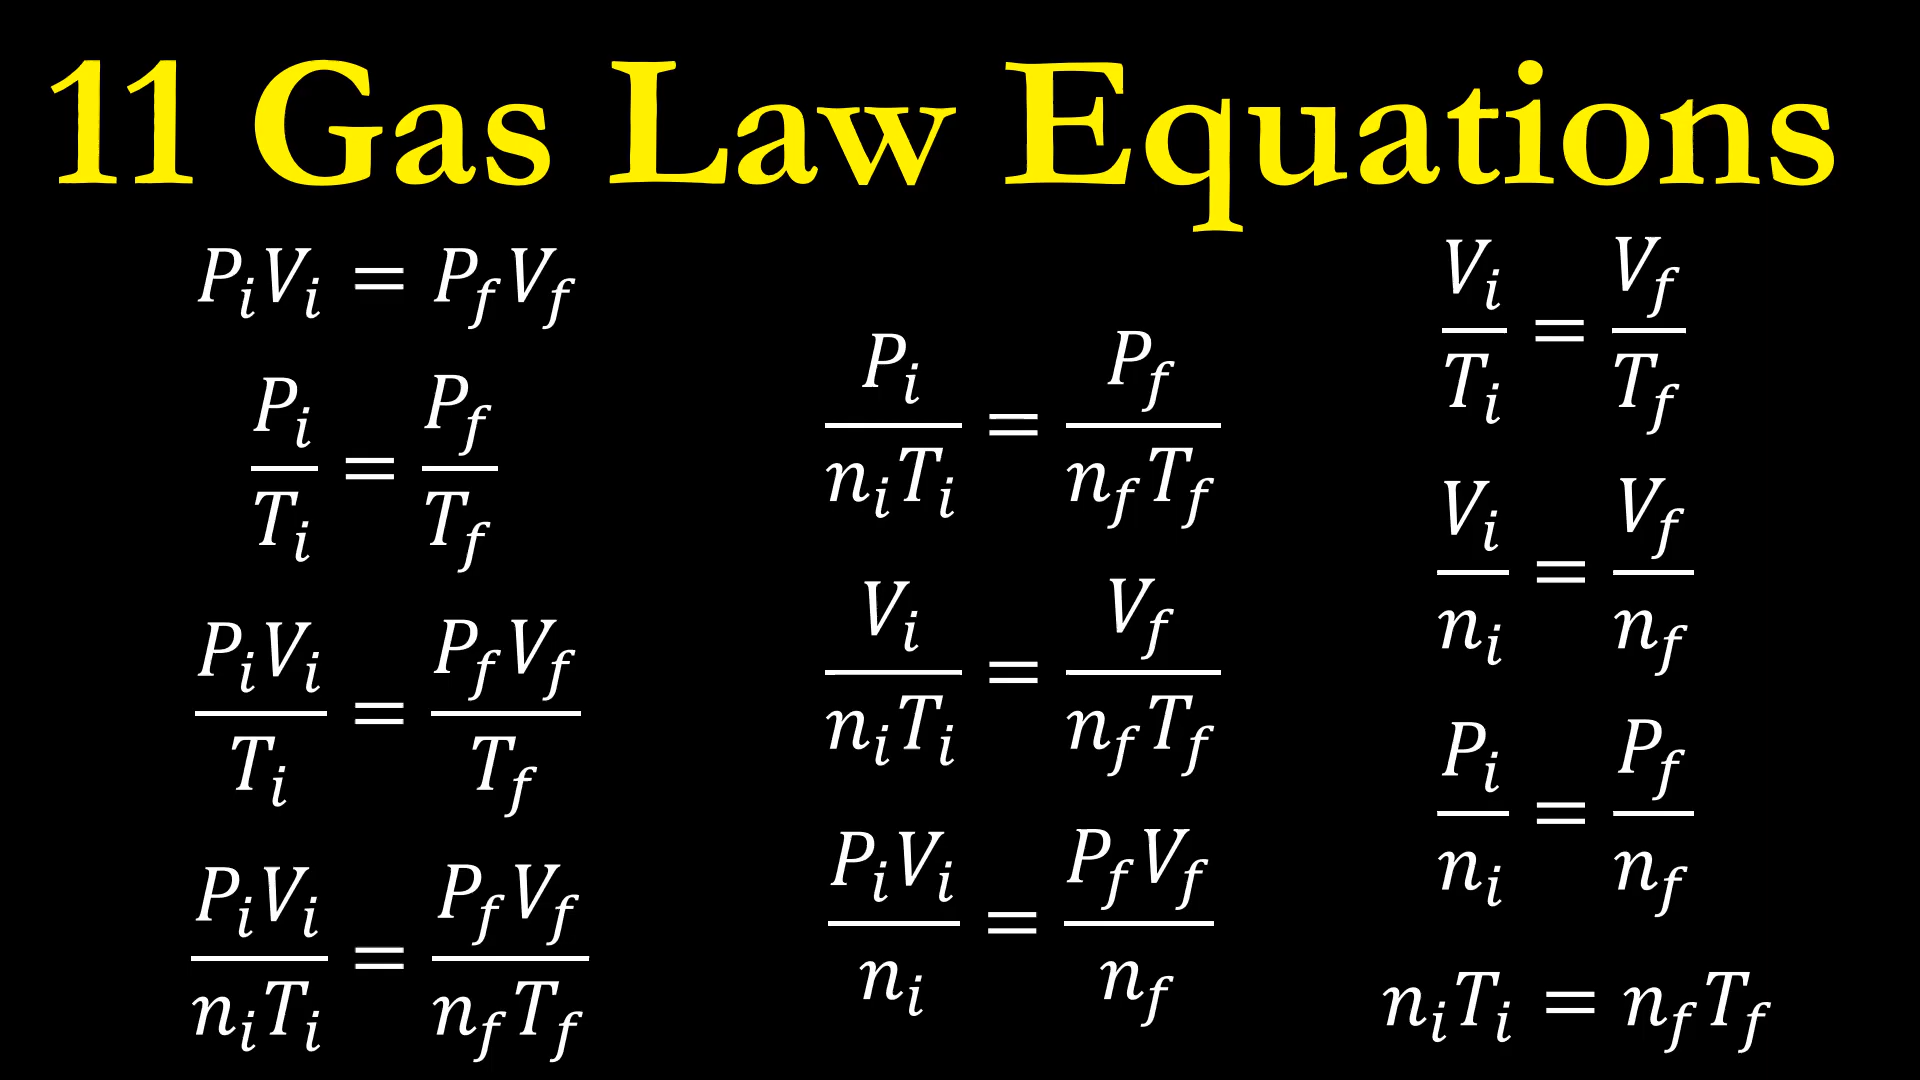 11 Gas Law Equations
PᵢVᵢ = P_fV_f
Pᵢ/Tᵢ = P_f/T_f
PᵢVᵢ/Tᵢ = P_fV_f/T_f
PᵢVᵢ/nᵢTᵢ = P_fV_f/n_fT_f
Pᵢ/nᵢTᵢ = P_f/n_fT_f
Vᵢ/nᵢTᵢ = V_f/n_fT_f
PᵢVᵢ/nᵢ = P_fV_f/n_f
Vᵢ/Tᵢ = V_f/T_f
Vᵢ/nᵢ = V_f/n_f
Pᵢ/nᵢ = P_f/n_f
nᵢTᵢ = n_fT_f